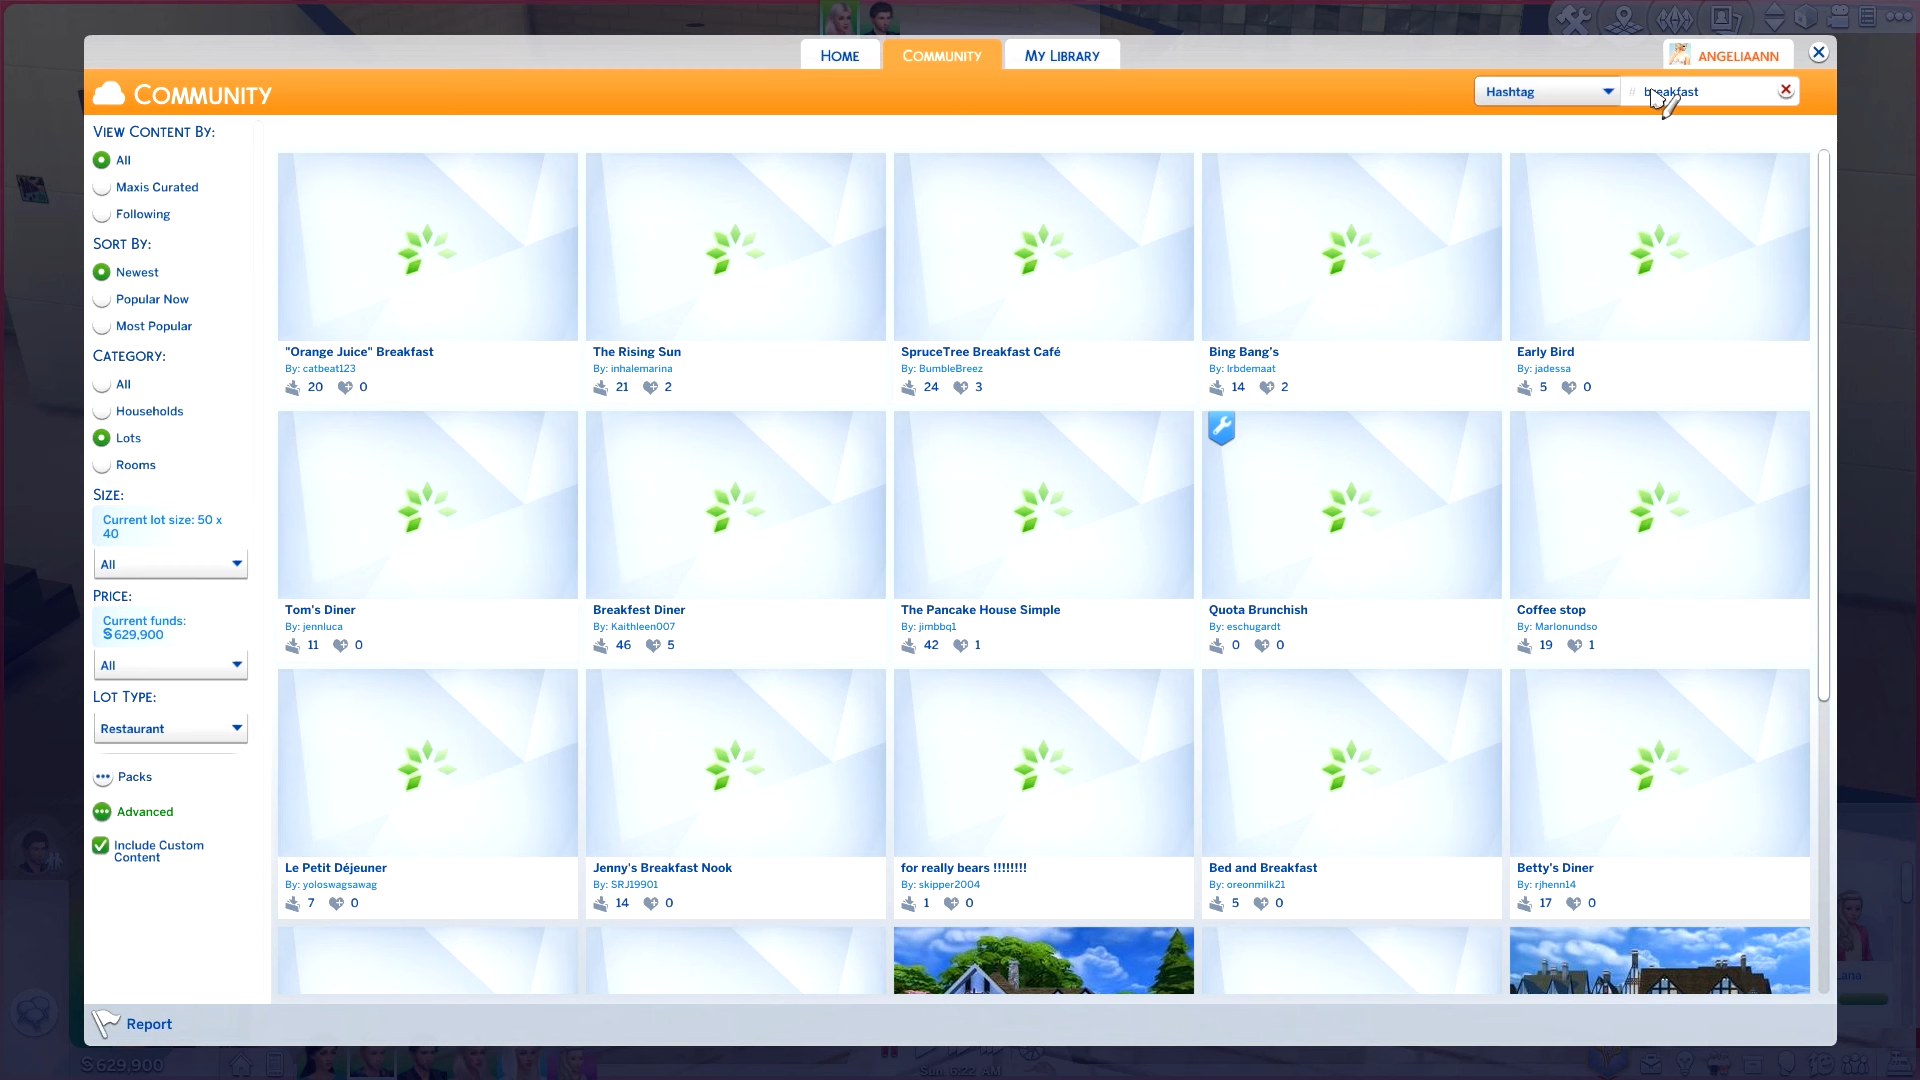 HOME
COMMUNITY
MY LIBRARY
ANGELIAANN
COMMUNITY
Hashtag
# breakfast
VIEW CONTENT BY:
All
Maxis Curated
Following
SORT BY:
Newest
Popular Now
Most Popular
CATEGORY:
All
Households
Lots
Rooms
SIZE:
Current lot size: 50 x
40
All
PRICE:
Current funds:
§629,900
All
LOT TYPE:
Restaurant
Packs
Advanced
Include Custom
Content
"Orange Juice" Breakfast
By: catbeat123
20 0
The Rising Sun
By: inhalemarina
21 2
SpruceTree Breakfast Café
By: BumbleBreez
24 3
Bing Bang's
By: lrbdemaat
14 2
Early Bird
By: jadessa
5 0
Tom's Diner
By: jennluca
11 0
Breakfest Diner
By: Kaithleen007
46 5
The Pancake House Simple
By: jimbbq1
42 1
Quota Brunchish
By: eschugardt
0 0
Coffee stop
By: Marlonundso
19 1
Le Petit Déjeuner
By: yoloswagsawag
7 0
Jenny's Breakfast Nook
By: SRJ19901
14 0
for really bears !!!!!!!!
By: skipper2004
1 0
Bed and Breakfast
By: oreonmilk21
5 0
Betty's Diner
By: rjhenn14
17 0
Report
§629,900
Sun. 6:22 AM